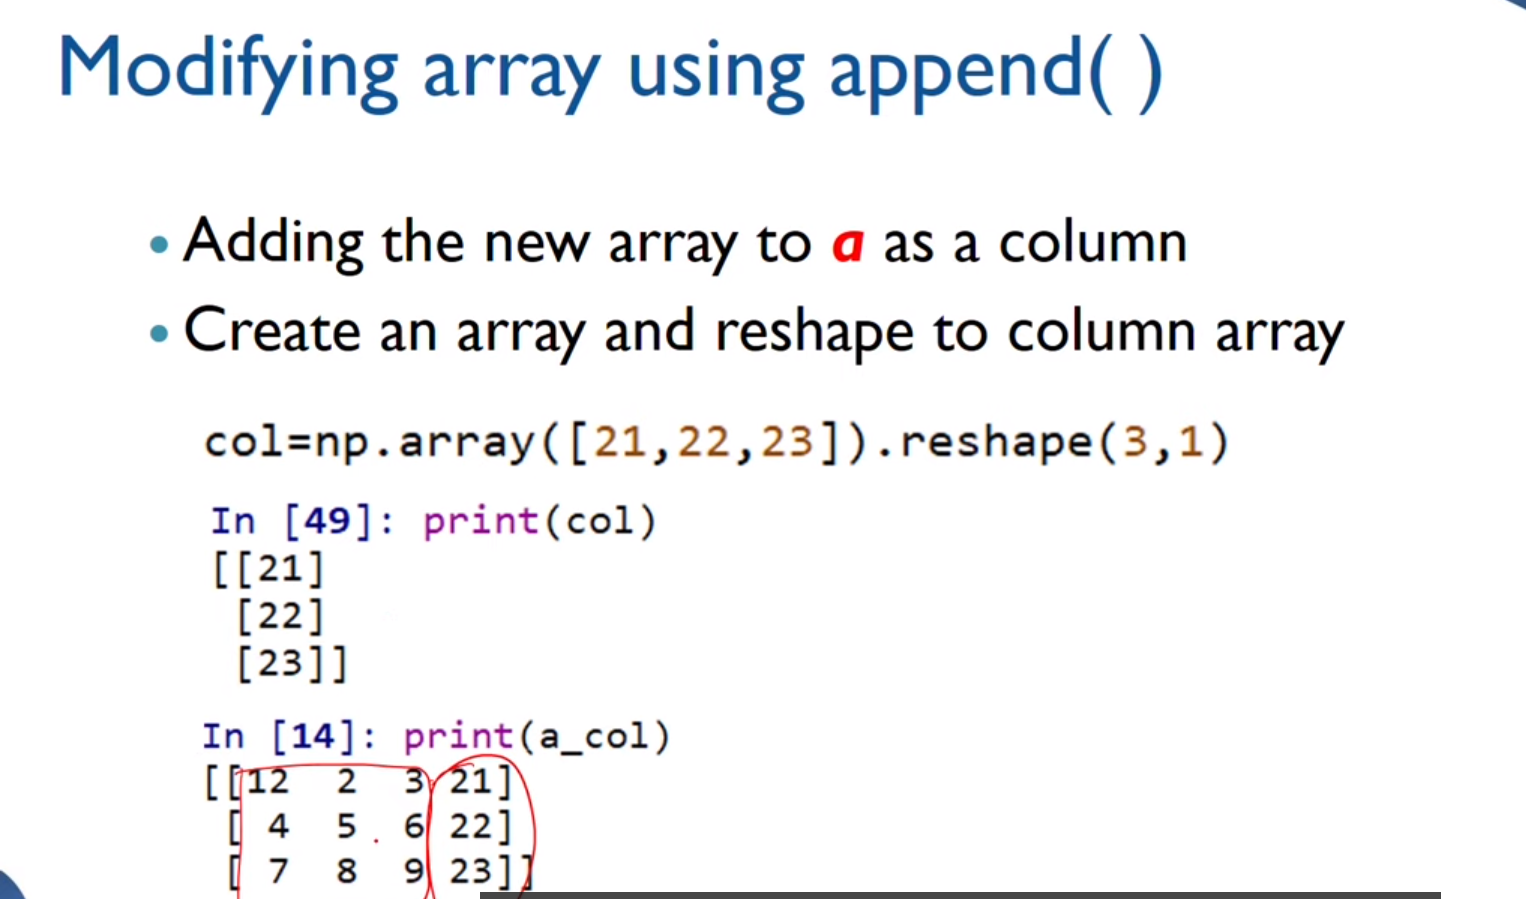 Modifying array using append( )
• Adding the new array to a as a column
• Create an array and reshape to column array
col=np.array([21,22,23]).reshape(3,1)
In [49]: print(col)
[[21]
 [22]
 [23]]
In [14]: print(a_col)
[[12  2  3 21]
 [ 4  5  6 22]
 [ 7  8  9 23]]